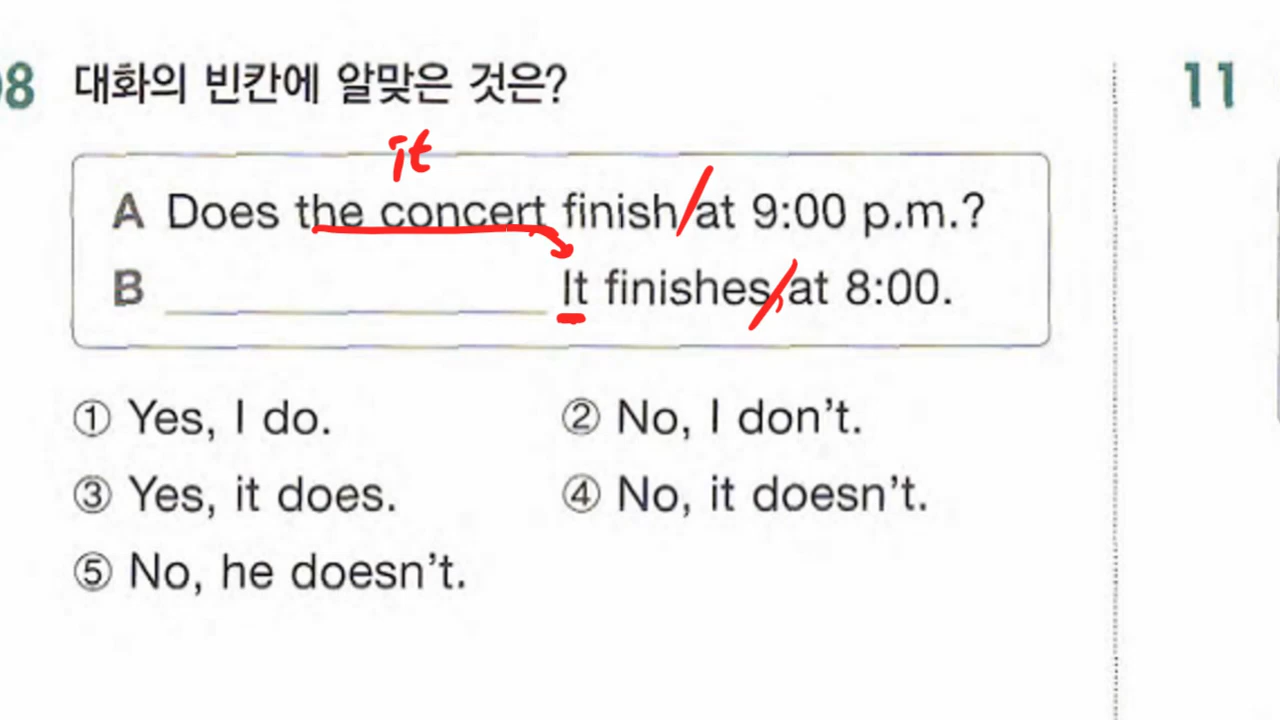 08 대화의 빈칸에 알맞은 것은?
11
it
A Does the concert finish at 9:00 p.m.?
B ____________ It finishes at 8:00.
① Yes, I do.
② No, I don't.
③ Yes, it does.
④ No, it doesn't.
⑤ No, he doesn't.